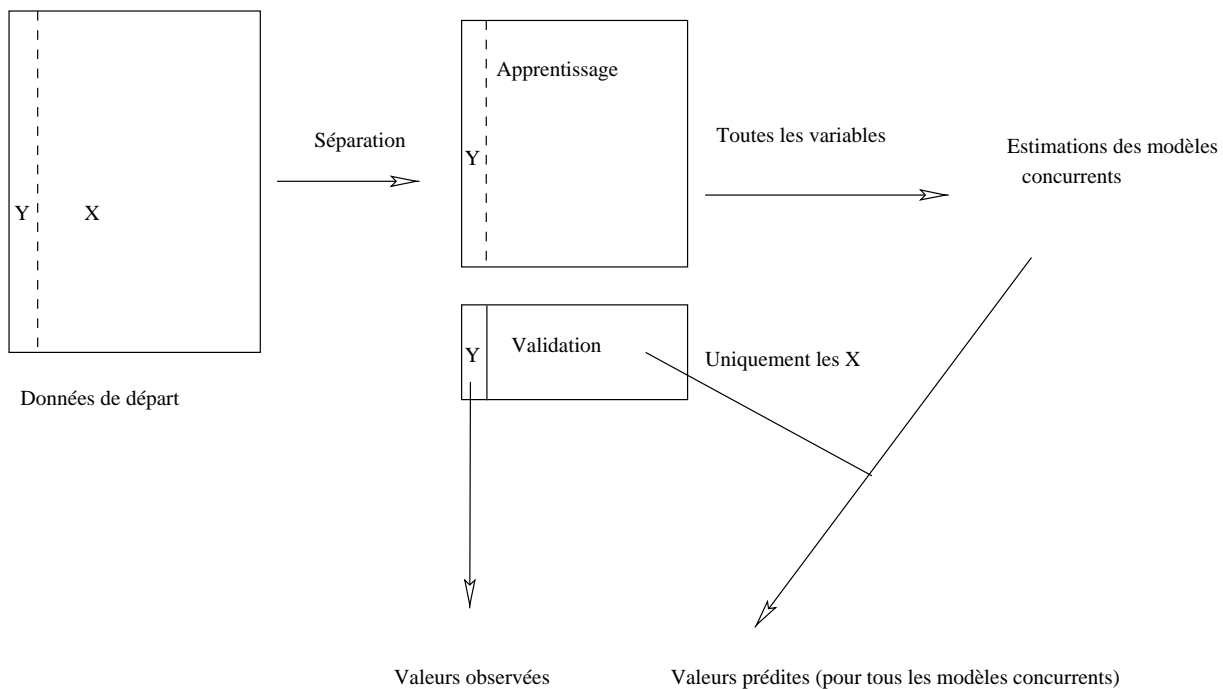 Apprentissage
Séparation
Toutes les variables
Estimations des modèles
concurrents
Y
Y
X
Validation
Y
Uniquement les X
Données de départ
Valeurs observées
Valeurs prédites (pour tous les modèles concurrents)